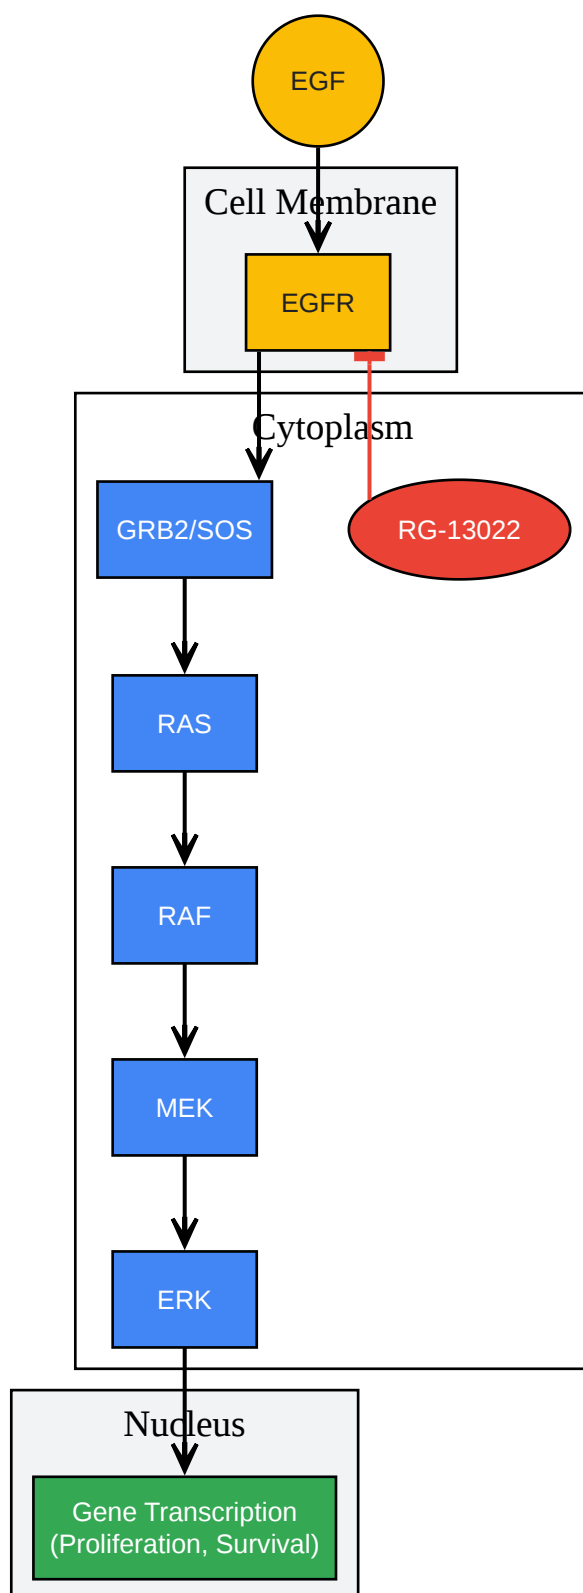 EGF
Cell Membrane
EGFR
Cytoplasm
GRB2/SOS
RG-13022
RAS
RAF
MEK
ERK
Nucleus
Gene Transcription
(Proliferation, Survival)